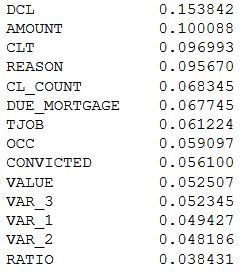 DCL 0.153842
AMOUNT 0.100088
CLT 0.096993
REASON 0.095670
CL_COUNT 0.068345
DUE_MORTGAGE 0.067745
TJOB 0.061224
OCC 0.059097
CONVICTED 0.056100
VALUE 0.052507
VAR_3 0.052345
VAR_1 0.049427
VAR_2 0.048186
RATIO 0.038431